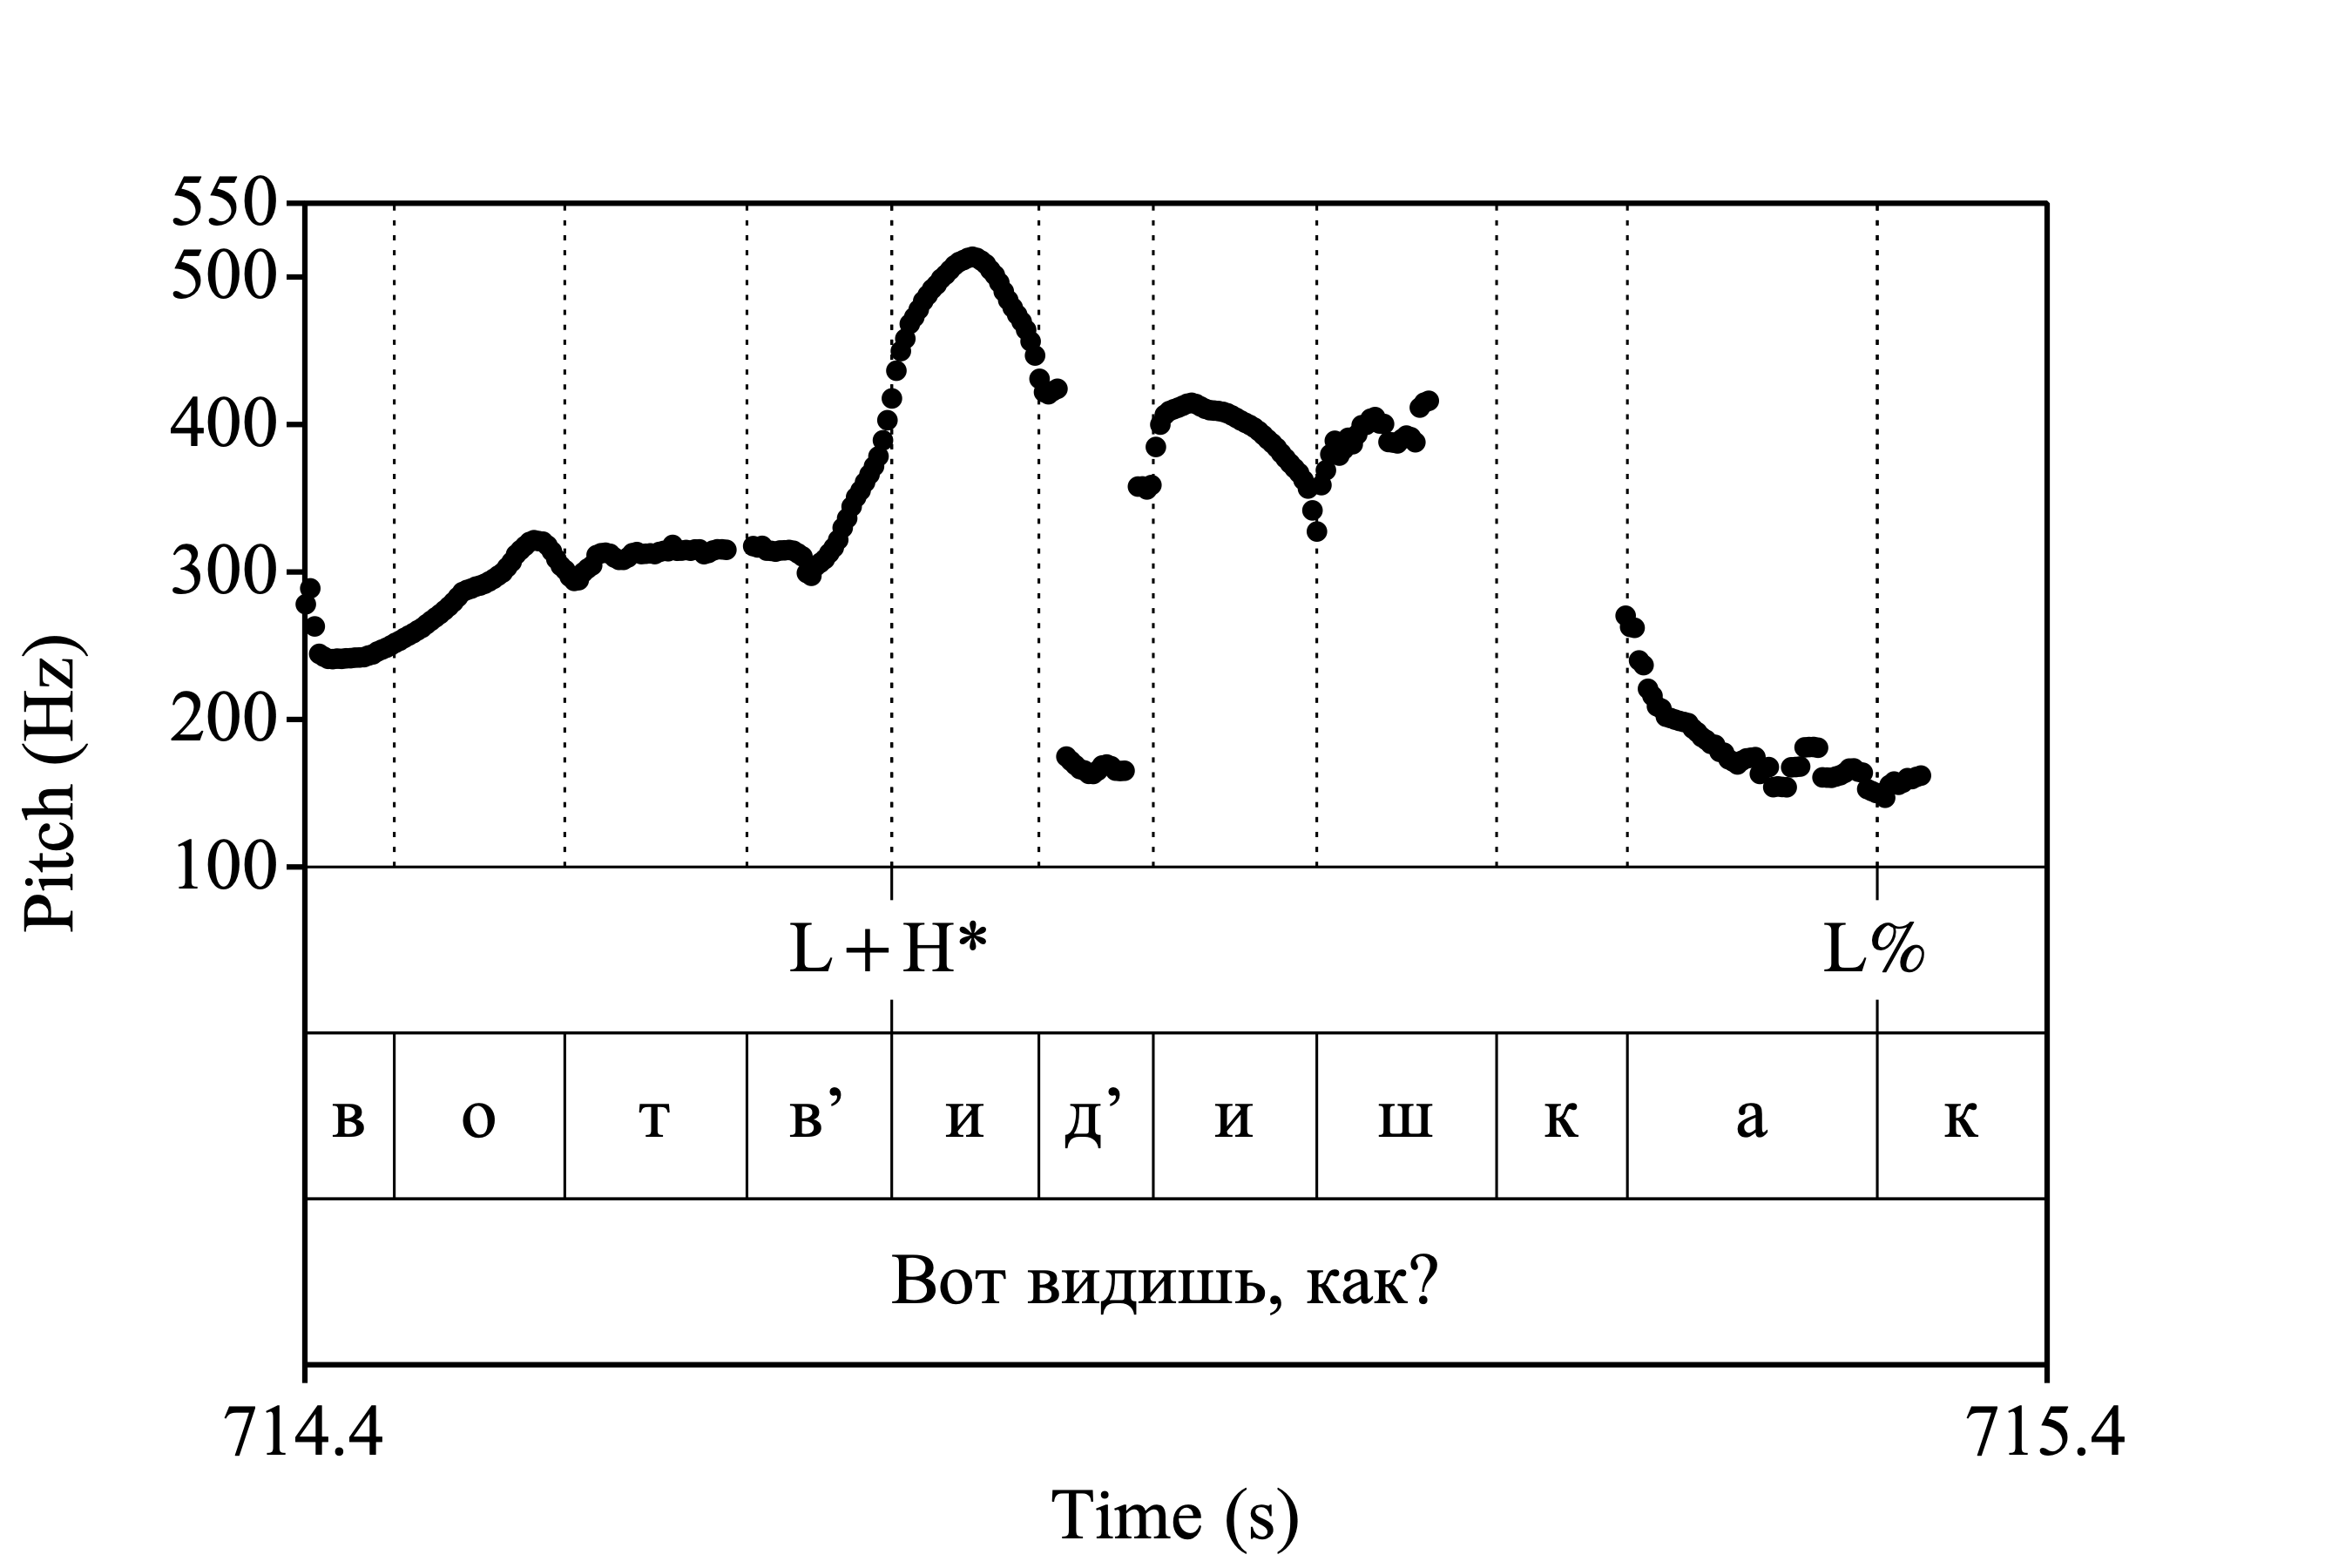 550
500
400
300
200
100
Pitch (Hz)
L+H* L%
в о т в’ и д’ и ш к а к
Вот видишь, как?
714.4 715.4
Time (s)